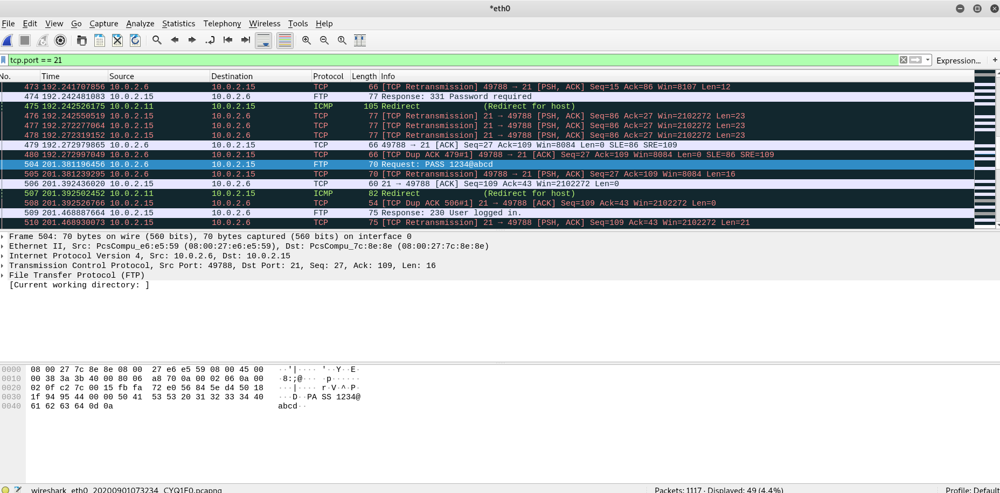 *eth0
File Edit View Go Capture Analyze Statistics Telephony Wireless Tools Help
tcp.port == 21 Expression... +
No. Time Source Destination Protocol Length Info
473 192.241707856 10.0.2.6 10.0.2.15 TCP 66 [TCP Retransmission] 49788 → 21 [PSH, ACK] Seq=15 Ack=86 Win=8107 Len=12
474 192.242481083 10.0.2.15 10.0.2.6 FTP 77 Response: 331 Password required
475 192.242526175 10.0.2.11 10.0.2.15 ICMP 105 Redirect (Redirect for host)
476 192.242550519 10.0.2.15 10.0.2.6 TCP 77 [TCP Retransmission] 21 → 49788 [PSH, ACK] Seq=86 Ack=27 Win=2102272 Len=23
477 192.272277064 10.0.2.15 10.0.2.6 TCP 77 [TCP Retransmission] 21 → 49788 [PSH, ACK] Seq=86 Ack=27 Win=2102272 Len=23
478 192.272319152 10.0.2.15 10.0.2.6 TCP 77 [TCP Retransmission] 21 → 49788 [PSH, ACK] Seq=86 Ack=27 Win=2102272 Len=23
479 192.272979865 10.0.2.6 10.0.2.15 TCP 66 49788 → 21 [ACK] Seq=27 Ack=109 Win=8084 Len=0 SLE=86 SRE=109
480 192.272997049 10.0.2.6 10.0.2.15 TCP 66 [TCP Dup ACK 479#1] 49788 → 21 [ACK] Seq=27 Ack=109 Win=8084 Len=0 SLE=86 SRE=109
504 201.381196456 10.0.2.6 10.0.2.15 FTP 70 Request: PASS 1234@abcd
505 201.381239295 10.0.2.6 10.0.2.15 TCP 70 [TCP Retransmission] 49788 → 21 [PSH, ACK] Seq=27 Ack=109 Win=8084 Len=16
506 201.392436020 10.0.2.15 10.0.2.6 TCP 60 21 → 49788 [ACK] Seq=109 Ack=43 Win=2102272 Len=0
507 201.392502452 10.0.2.11 10.0.2.15 ICMP 82 Redirect (Redirect for host)
508 201.392526766 10.0.2.15 10.0.2.6 TCP 54 [TCP Dup ACK 506#1] 21 → 49788 [ACK] Seq=109 Ack=43 Win=2102272 Len=0
509 201.468887664 10.0.2.15 10.0.2.6 FTP 75 Response: 230 User logged in.
510 201.468930073 10.0.2.15 10.0.2.6 TCP 75 [TCP Retransmission] 21 → 49788 [PSH, ACK] Seq=109 Ack=43 Win=2102272 Len=21
Frame 504: 70 bytes on wire (560 bits), 70 bytes captured (560 bits) on interface 0
Ethernet II, Src: PcsCompu_e6:e5:59 (08:00:27:e6:e5:59), Dst: PcsCompu_7c:8e:8e (08:00:27:7c:8e:8e)
Internet Protocol Version 4, Src: 10.0.2.6, Dst: 10.0.2.15
Transmission Control Protocol, Src Port: 49788, Dst Port: 21, Seq: 27, Ack: 109, Len: 16
File Transfer Protocol (FTP)
[Current working directory: ]
0000 08 00 27 7c 8e 8e 08 00 27 e6 e5 59 08 00 45 00 ··'|···· '··Y··E·
0010 00 38 3a 3b 40 00 80 06 a8 70 0a 00 02 06 0a 00 ·8:;@··· ·p······
0020 02 0f c2 7c 00 15 fb fa 72 e0 56 84 5e d4 50 18 ···|···· r·V·^·P·
0030 1f 94 95 44 00 00 50 41 53 53 20 31 32 33 34 40 ···D··PA SS 1234@
0040 61 62 63 64 0d 0a abcd··
wireshark_eth0_20200901073234_CYQ1F0.pcapng Packets: 1117 · Displayed: 49 (4.4%) Profile: Default